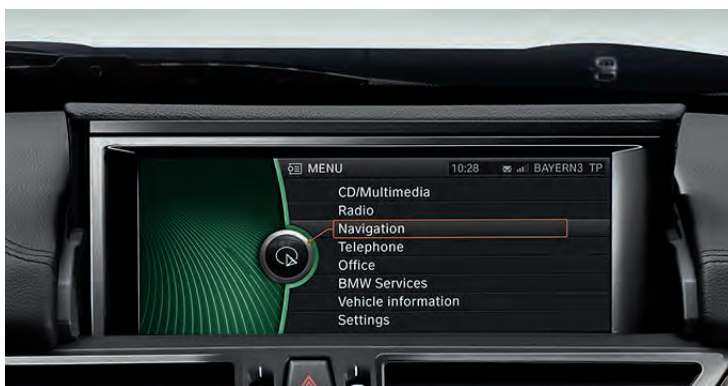 MENU 10:28 BAYERN3 TP
CD/Multimedia
Radio
Navigation
Telephone
Office
BMW Services
Vehicle information
Settings